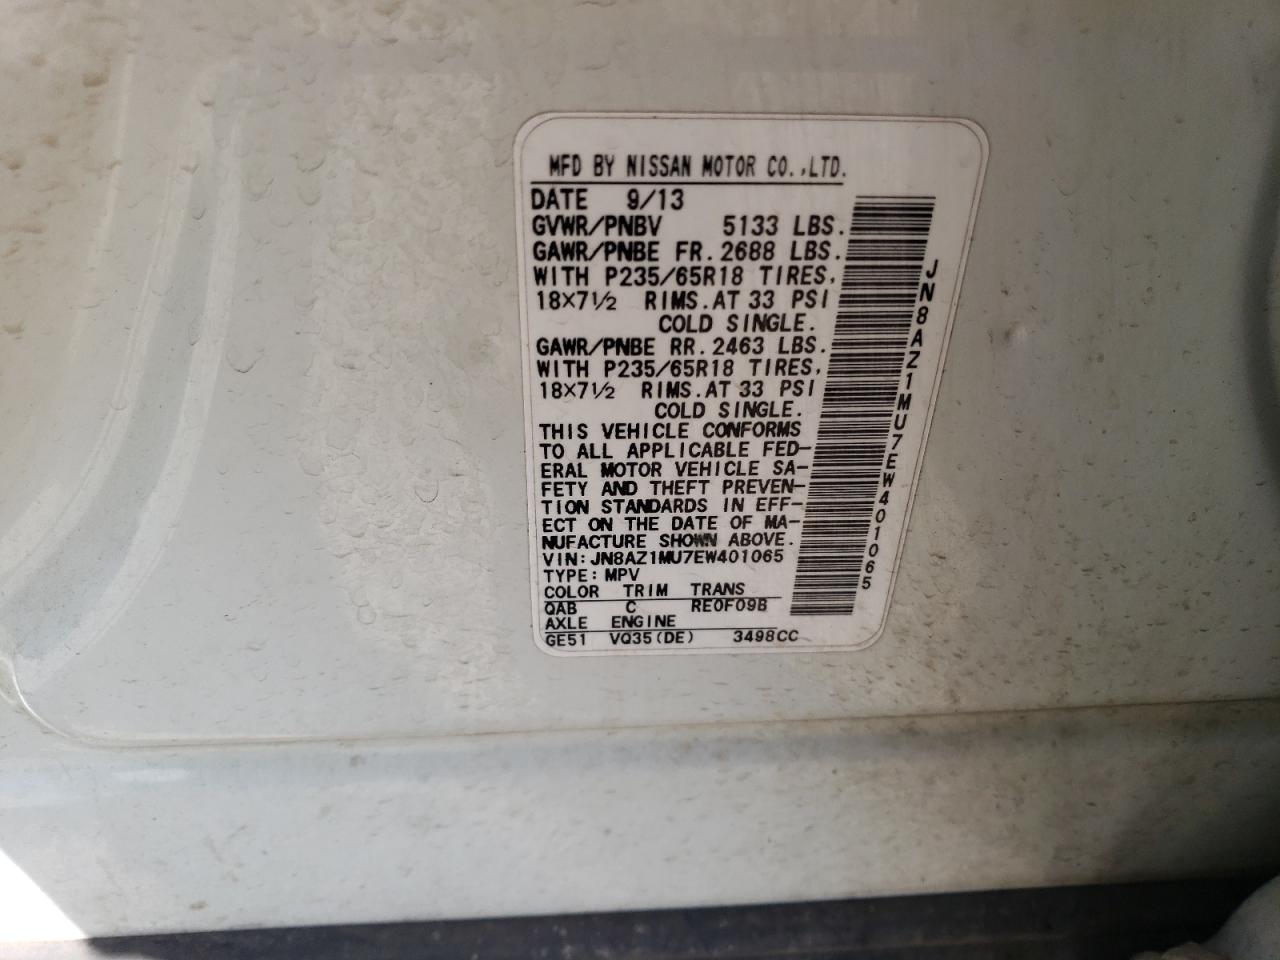 MFD BY NISSAN MOTOR CO.,LTD.
DATE 9/13
GVWR/PNBV 5133 LBS.
GAWR/PNBE FR. 2688 LBS.
WITH P235/65R18 TIRES,
18×7½ RIMS. AT 33 PSI
COLD SINGLE.
GAWR/PNBE RR. 2463 LBS.
WITH P235/65R18 TIRES,
18×7½ RIMS. AT 33 PSI
COLD SINGLE.
THIS VEHICLE CONFORMS
TO ALL APPLICABLE FED-
ERAL MOTOR VEHICLE SA-
FETY AND THEFT PREVEN-
TION STANDARDS IN EFF-
ECT ON THE DATE OF MA-
NUFACTURE SHOWN ABOVE.
VIN: JN8AZ1MU7EW401065
TYPE: MPV
COLOR TRIM TRANS
QAB C RE0F09B
AXLE ENGINE
GE51 VQ35(DE) 3498CC
JN8AZ1MU7EW401065